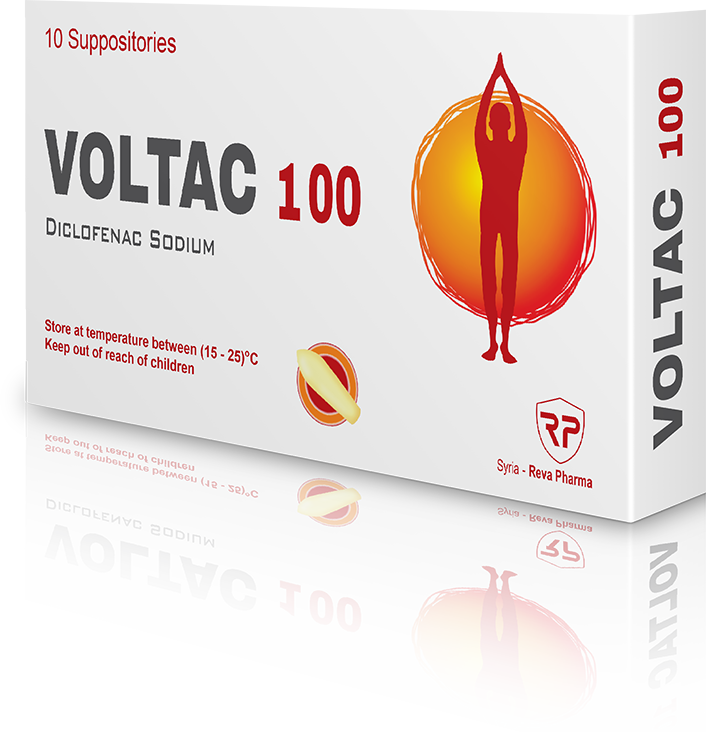 10 Suppositories
VOLTAC 100
DICLOFENAC SODIUM
Store at temperature between (15 - 25)°C
Keep out of reach of children
RP
Syria - Reva Pharma
VOLTAC 100